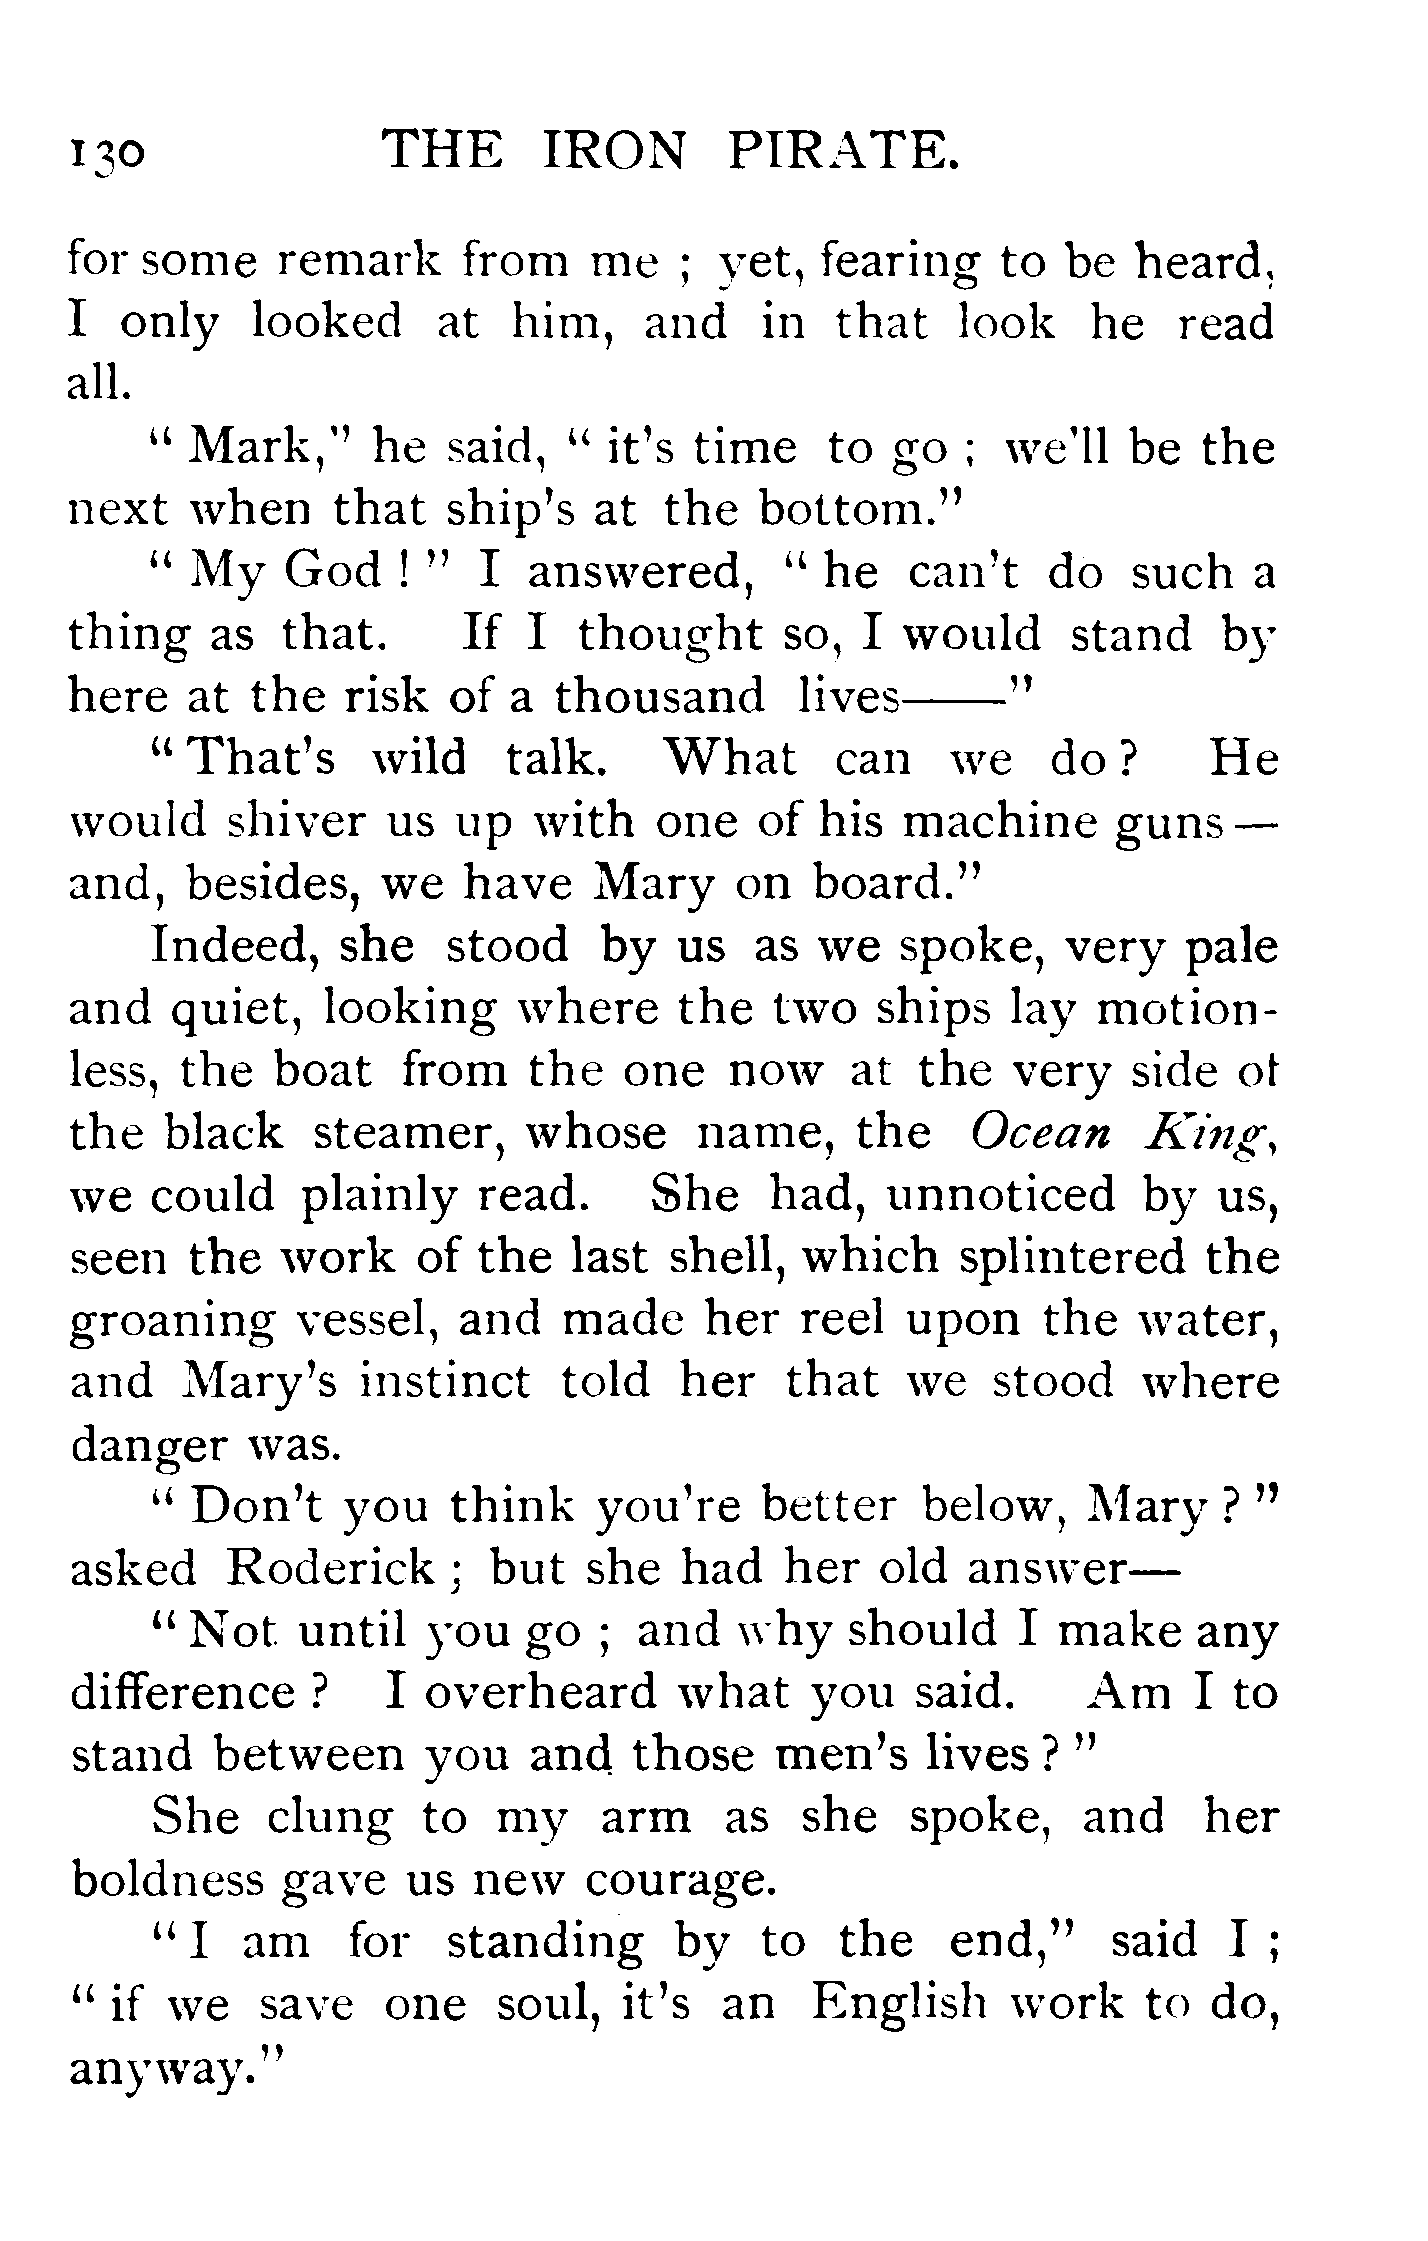 130 THE IRON PIRATE.
for some remark from me ; yet, fearing to be heard,
I only looked at him, and in that look he read
all.
“ Mark,” he said, “ it’s time to go ; we’ll be the
next when that ship’s at the bottom.”
“ My God ! ” I answered, “ he can’t do such a
thing as that. If I thought so, I would stand by
here at the risk of a thousand lives——”
“ That’s wild talk. What can we do ? He
would shiver us up with one of his machine guns—
and, besides, we have Mary on board.”
Indeed, she stood by us as we spoke, very pale
and quiet, looking where the two ships lay motion-
less, the boat from the one now at the very side of
the black steamer, whose name, the Ocean King,
we could plainly read. She had, unnoticed by us,
seen the work of the last shell, which splintered the
groaning vessel, and made her reel upon the water,
and Mary’s instinct told her that we stood where
danger was.
“ Don’t you think you’re better below, Mary ? ”
asked Roderick ; but she had her old answer—
“ Not until you go ; and why should I make any
difference ? I overheard what you said. Am I to
stand between you and those men’s lives ? ”
She clung to my arm as she spoke, and her
boldness gave us new courage.
“ I am for standing by to the end,” said I ;
“ if we save one soul, it’s an English work to do,
anyway.”